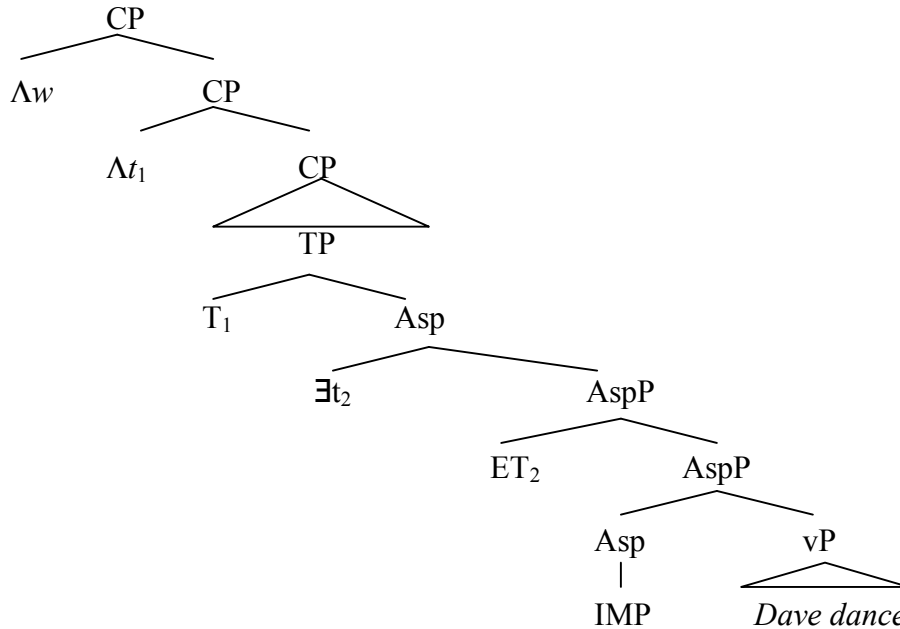 CP
Λw CP
Λt₁ CP
TP
T₁ Asp
∃t₂ AspP
ET₂ AspP
Asp vP
IMP Dave dance